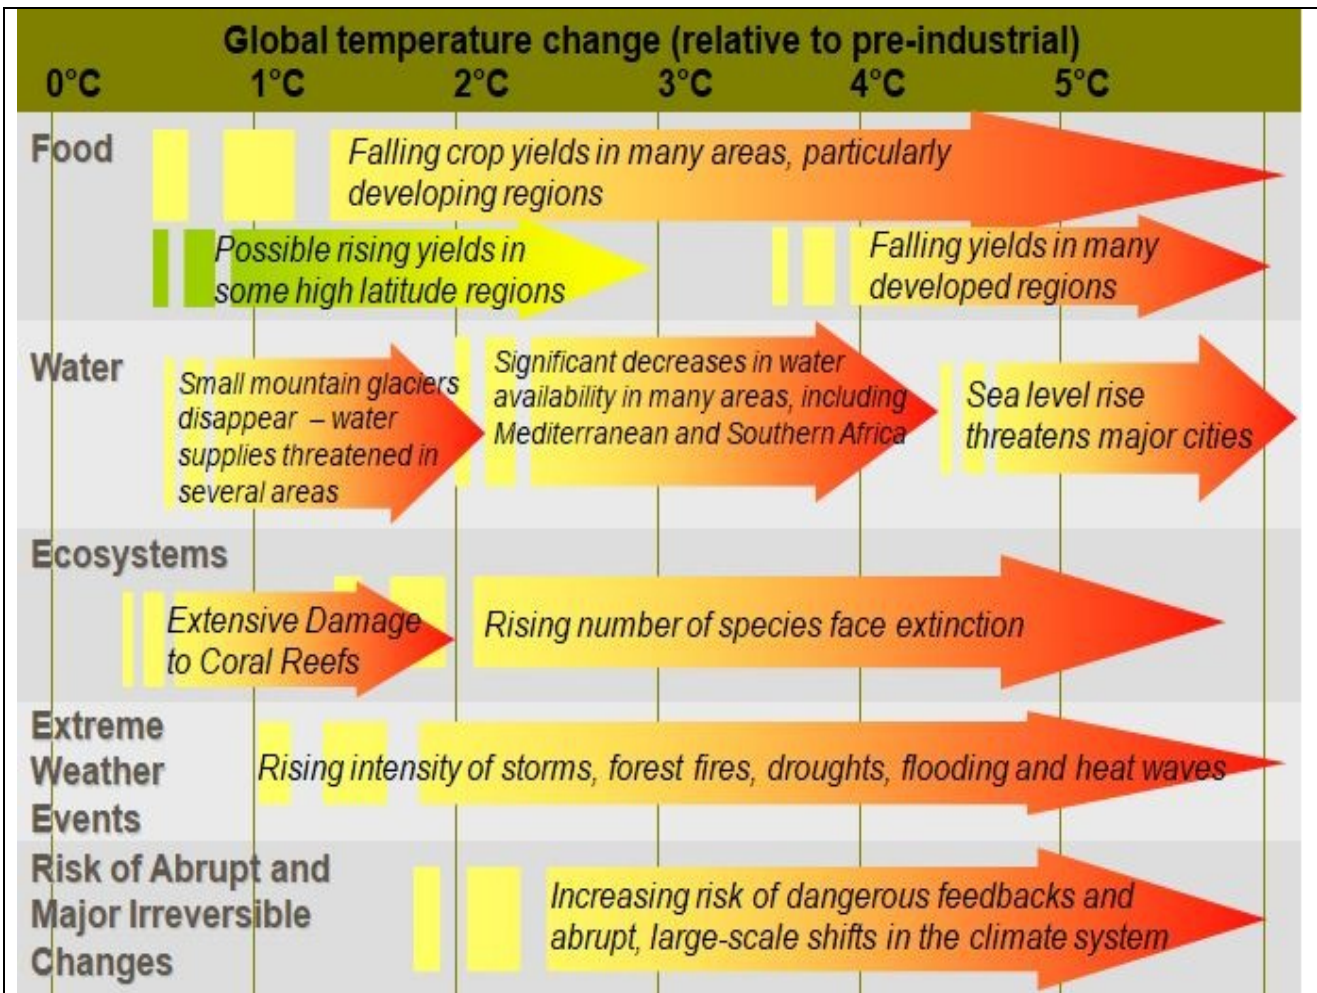 Global temperature change (relative to pre-industrial)
0°C 1°C 2°C 3°C 4°C 5°C
Food
Falling crop yields in many areas, particularly
developing regions
Possible rising yields in
some high latitude regions
Falling yields in many
developed regions
Water
Small mountain glaciers
disappear – water
supplies threatened in
several areas
Significant decreases in water
availability in many areas, including
Mediterranean and Southern Africa
Sea level rise
threatens major cities
Ecosystems
Extensive Damage
to Coral Reefs
Rising number of species face extinction
Extreme
Weather
Events
Rising intensity of storms, forest fires, droughts, flooding and heat waves
Risk of Abrupt and
Major Irreversible
Changes
Increasing risk of dangerous feedbacks and
abrupt, large-scale shifts in the climate system